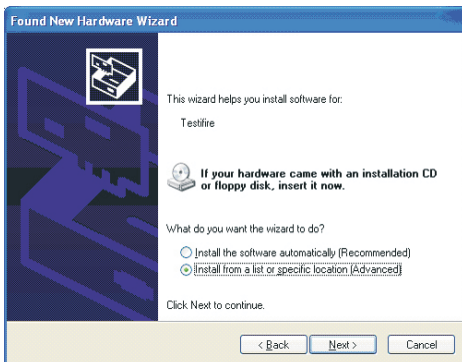 Found New Hardware Wizard
This wizard helps you install software for:
Testifire
If your hardware came with an installation CD
or floppy disk, insert it now.
What do you want the wizard to do?
Install the software automatically (Recommended)
Install from a list or specific location (Advanced)
Click Next to continue.
< Back Next > Cancel